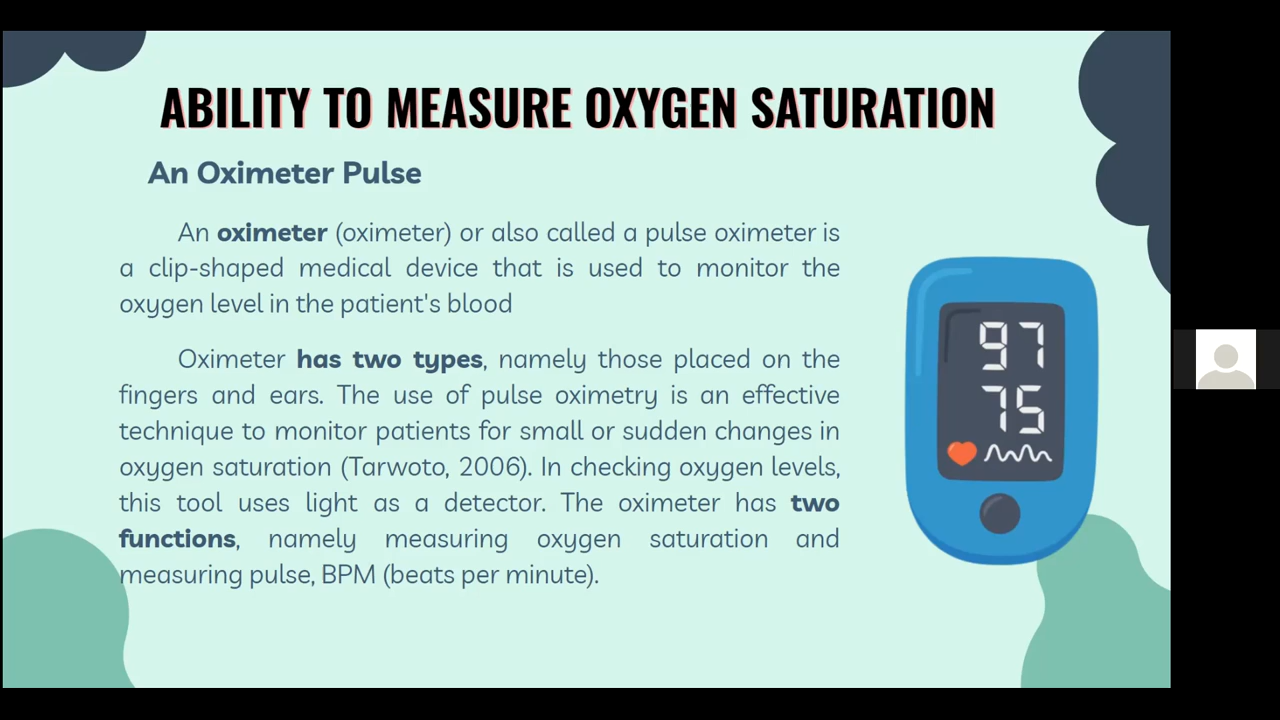 ABILITY TO MEASURE OXYGEN SATURATION
An Oximeter Pulse
An oximeter (oximeter) or also called a pulse oximeter is
a clip-shaped medical device that is used to monitor the
oxygen level in the patient's blood
Oximeter has two types, namely those placed on the
fingers and ears. The use of pulse oximetry is an effective
technique to monitor patients for small or sudden changes in
oxygen saturation (Tarwoto, 2006). In checking oxygen levels,
this tool uses light as a detector. The oximeter has two
functions, namely measuring oxygen saturation and
measuring pulse, BPM (beats per minute).
97
75